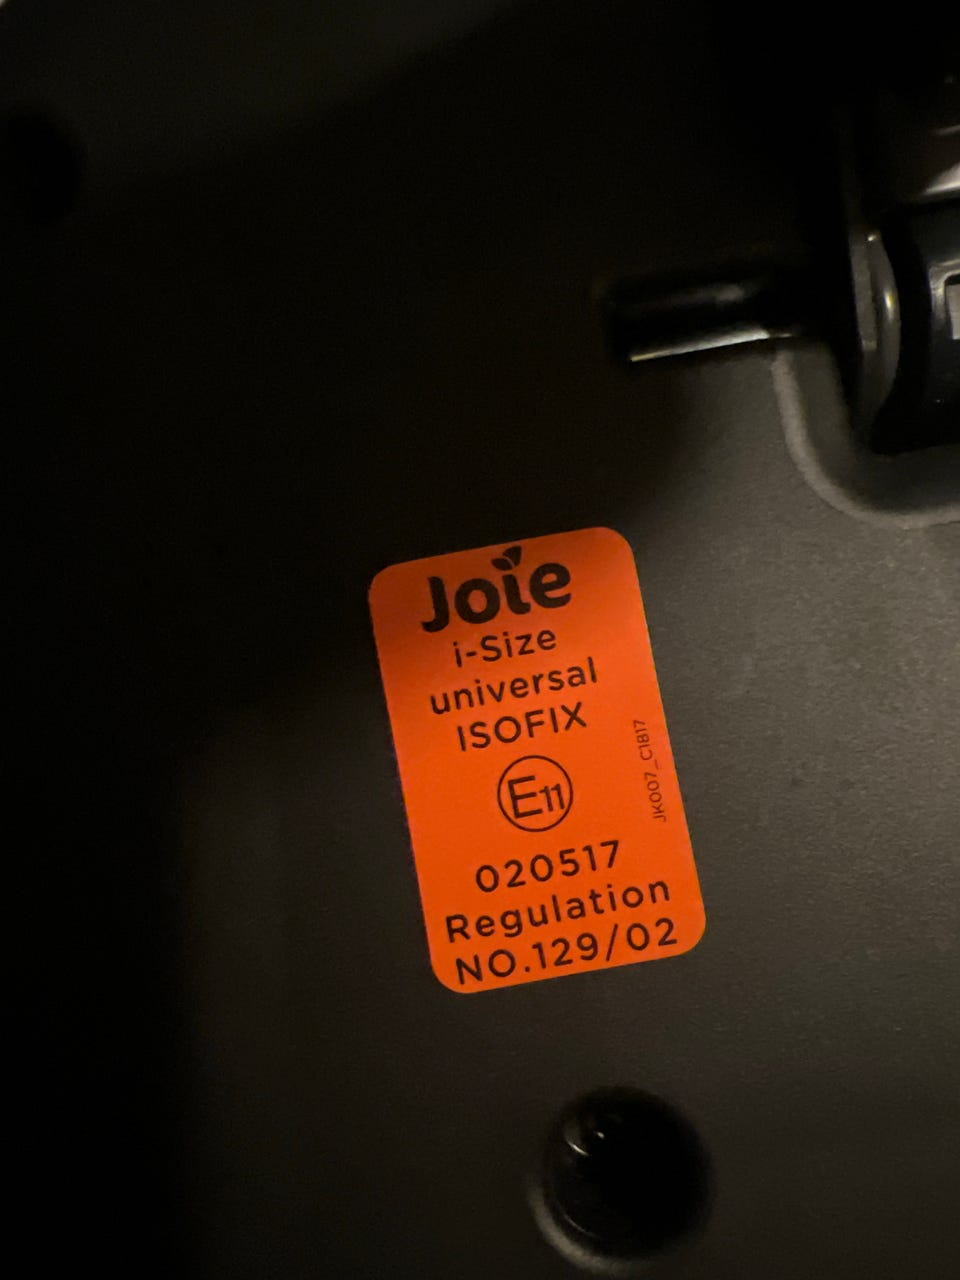 Joie
i-Size
universal
ISOFIX
E11
JK007_C1817
020517
Regulation
NO.129/02